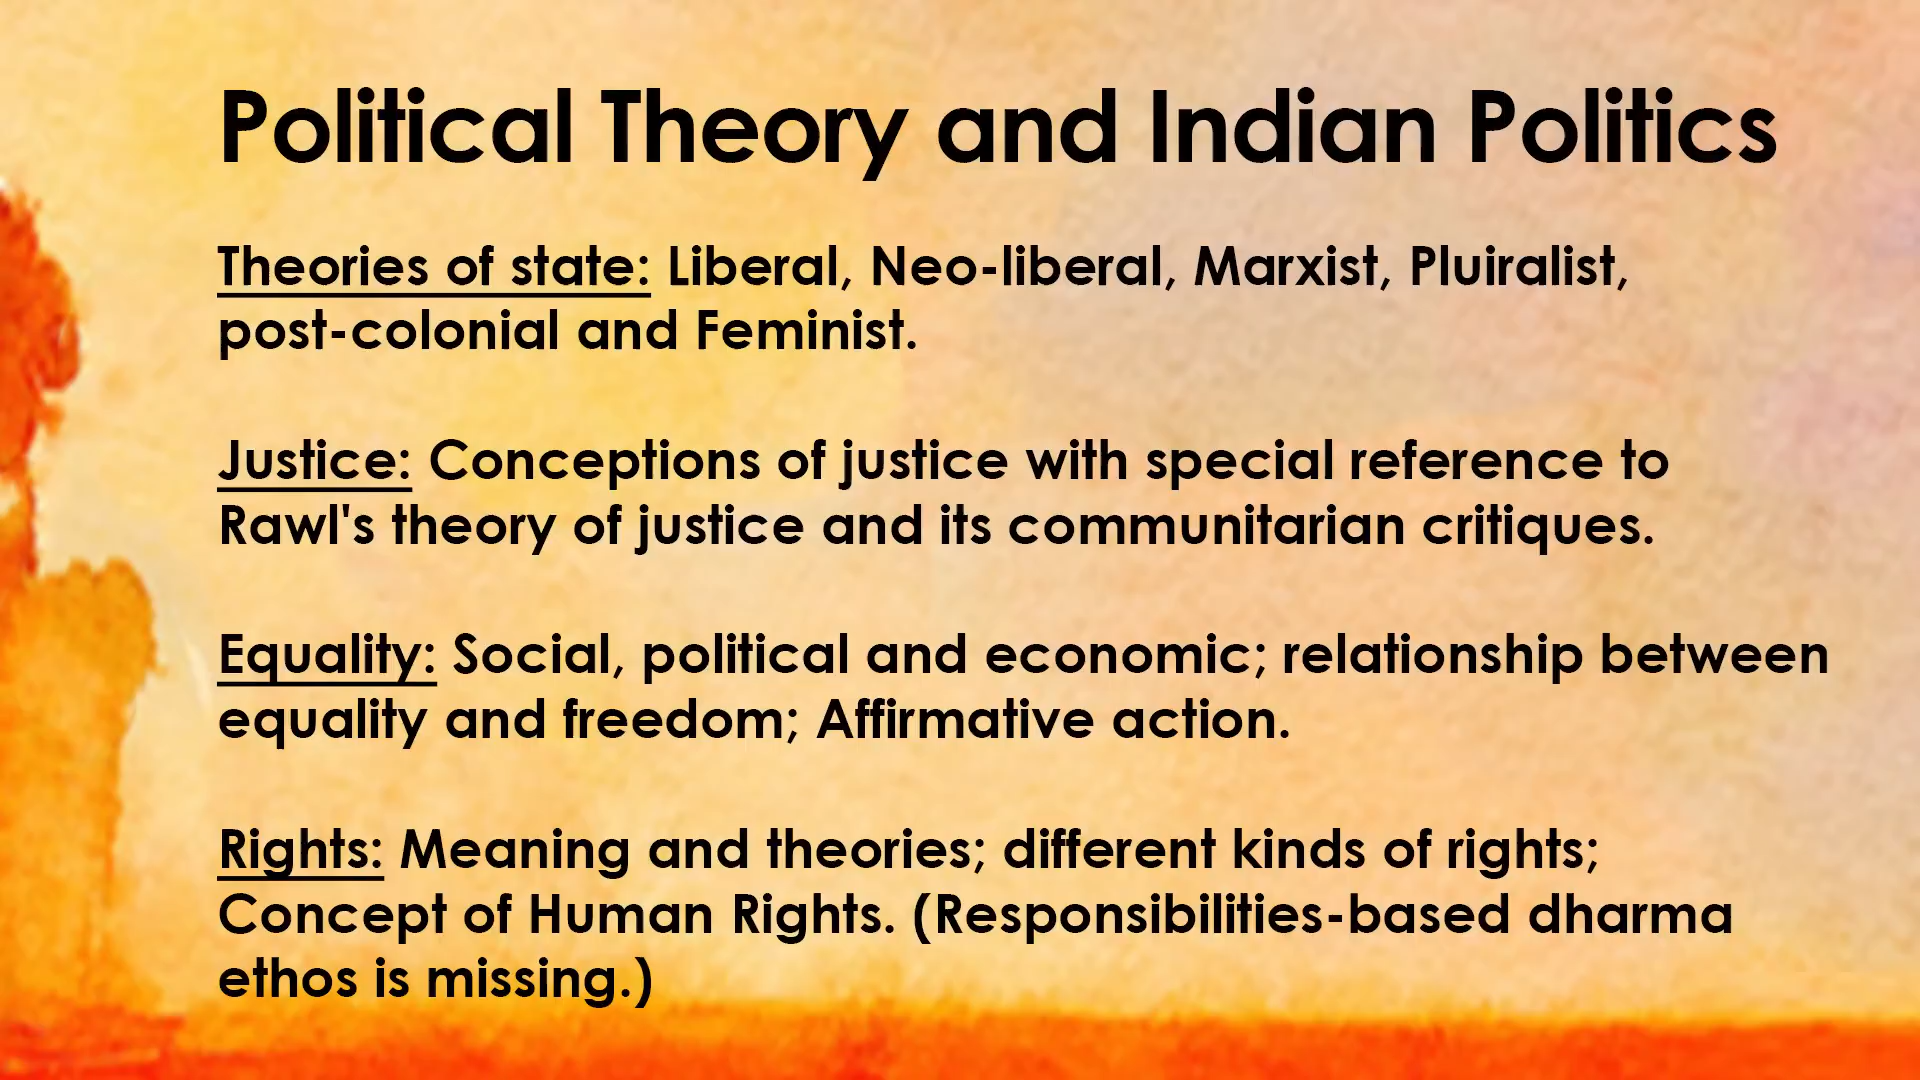 Political Theory and Indian Politics
Theories of state: Liberal, Neo-liberal, Marxist, Pluiralist,
post-colonial and Feminist.
Justice: Conceptions of justice with special reference to
Rawl's theory of justice and its communitarian critiques.
Equality: Social, political and economic; relationship between
equality and freedom; Affirmative action.
Rights: Meaning and theories; different kinds of rights;
Concept of Human Rights. (Responsibilities-based dharma
ethos is missing.)